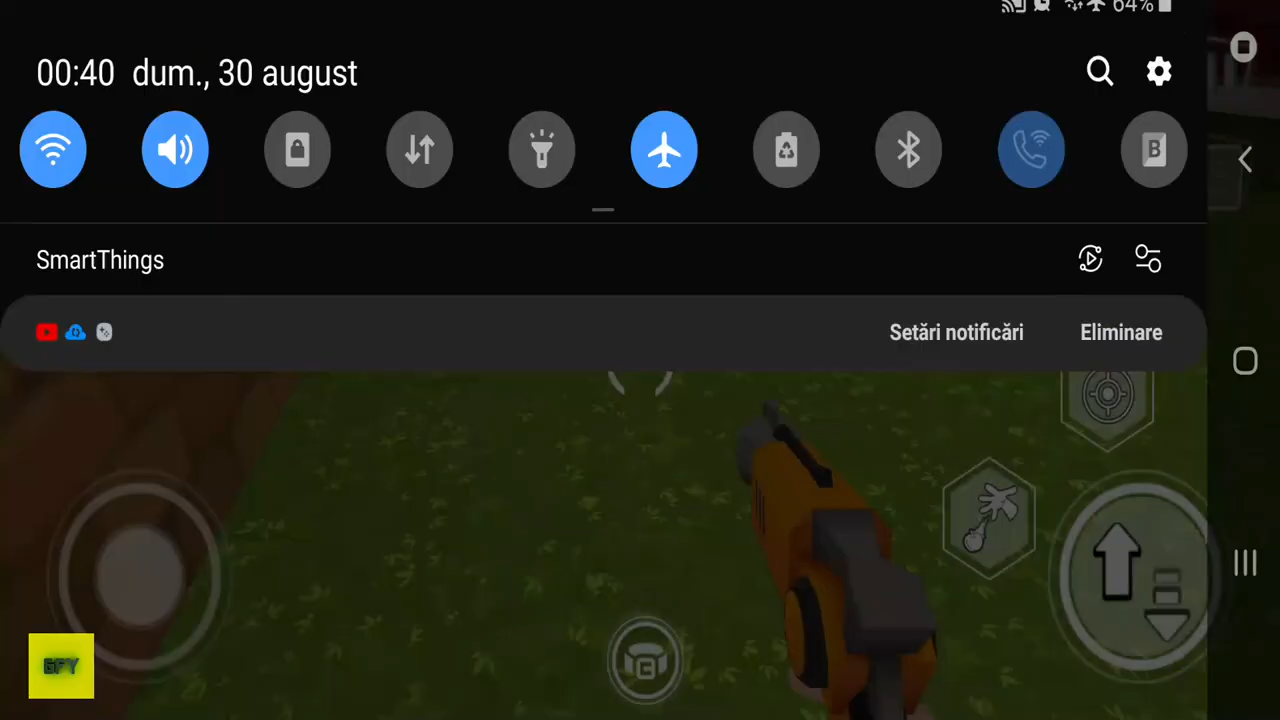 64%
00:40 dum., 30 august
SmartThings
Setări notificări
Eliminare
GFY